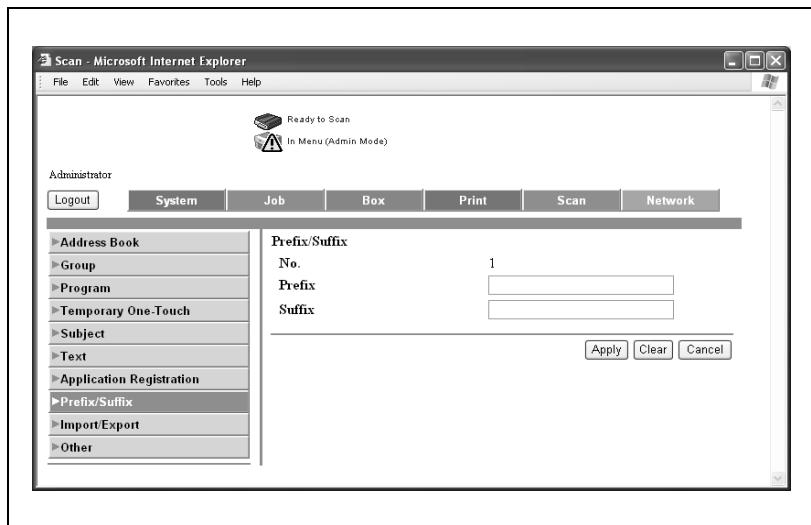 Scan - Microsoft Internet Explorer
File Edit View Favorites Tools Help
Ready to Scan
In Menu (Admin Mode)
Administrator
Logout System Job Box Print Scan Network
Address Book
Group
Program
Temporary One-Touch
Subject
Text
Application Registration
Prefix/Suffix
Import/Export
Other
Prefix/Suffix
No. 1
Prefix
Suffix
Apply Clear Cancel